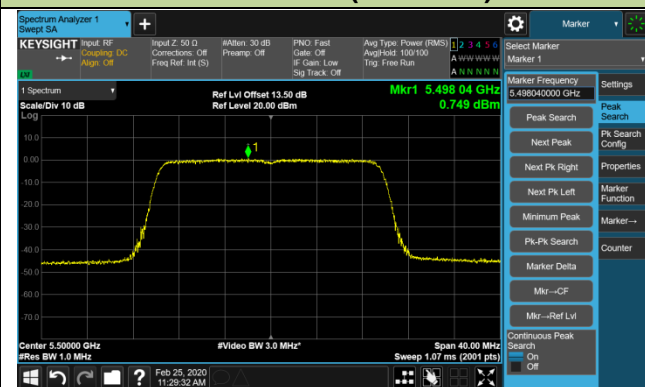 Spectrum Analyzer 1
Swept SA
+
Marker
KEYSIGHT
Input: RF
Coupling: DC
Align: Off
Input Z: 50 Ω
Corrections: Off
Freq Ref: Int (S)
#Atten: 30 dB
Preamp: Off
PNO: Fast
Gate: Off
IF Gain: Low
Sig Track: Off
Avg Type: Power (RMS)
Avg|Hold: 100/100
Trig: Free Run
1 2 3 4 5 6
A W W W W W
A N N N N N
LXI
Select Marker
Marker 1
1 Spectrum
Scale/Div 10 dB
Log
Ref Lvl Offset 13.50 dB
Ref Level 20.00 dBm
Mkr1 5.498 04 GHz
0.749 dBm
1
10.0
0.00
-10.0
-20.0
-30.0
-40.0
-50.0
-60.0
-70.0
Center 5.50000 GHz
#Res BW 1.0 MHz
#Video BW 3.0 MHz*
Span 40.00 MHz
Sweep 1.07 ms (2001 pts)
Marker Frequency
5.498040000 GHz
Peak Search
Next Peak
Next Pk Right
Next Pk Left
Minimum Peak
Pk-Pk Search
Marker Delta
Mkr→CF
Mkr→Ref Lvl
Continuous Peak
Search
On
Off
Settings
Peak
Search
Pk Search
Config
Properties
Marker
Function
Marker→
Counter
?
Feb 25, 2020
11:29:32 AM